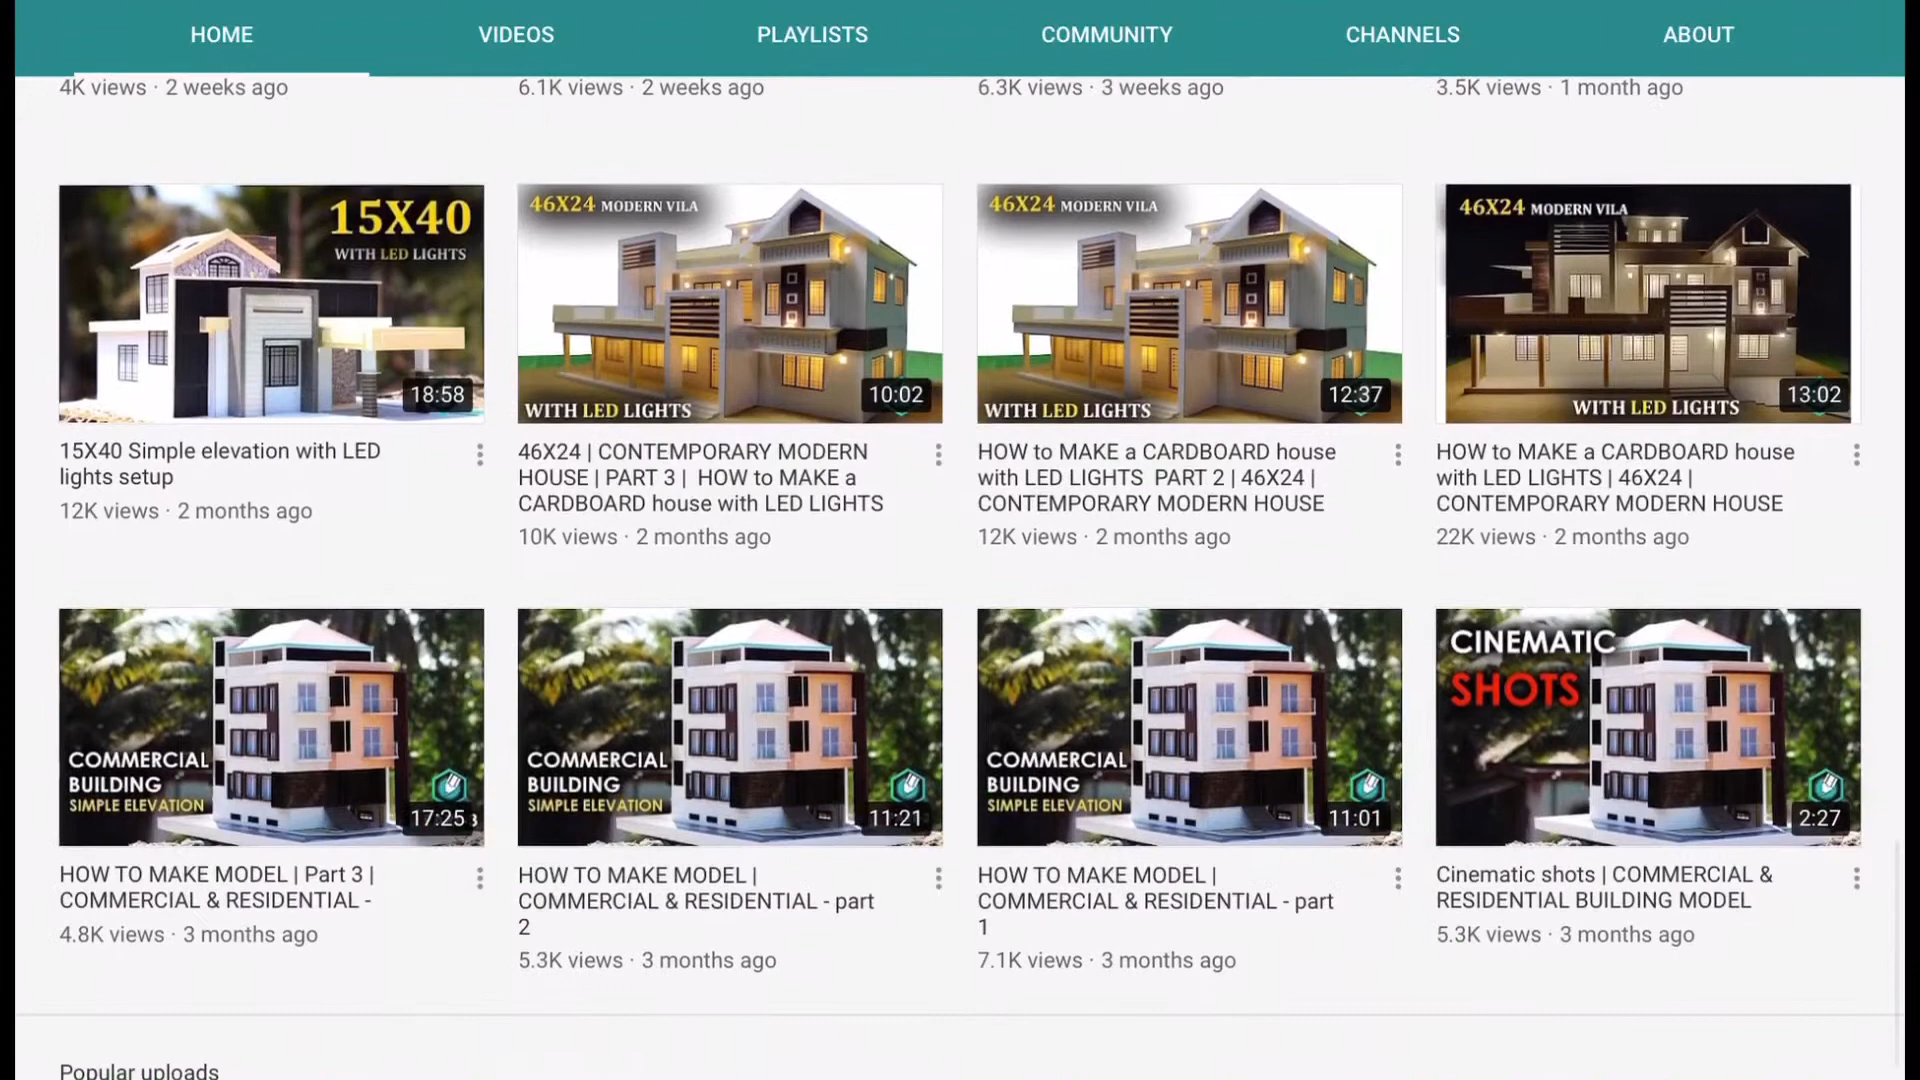 HOME VIDEOS PLAYLISTS COMMUNITY CHANNELS ABOUT
4K views · 2 weeks ago
6.1K views · 2 weeks ago
6.3K views · 3 weeks ago
3.5K views · 1 month ago
15X40
WITH LED LIGHTS
18:58
15X40 Simple elevation with LED
lights setup
12K views · 2 months ago
46X24 MODERN VILA
10:02
WITH LED LIGHTS
46X24 | CONTEMPORARY MODERN
HOUSE | PART 3 | HOW to MAKE a
CARDBOARD house with LED LIGHTS
10K views · 2 months ago
46X24 MODERN VILA
12:37
WITH LED LIGHTS
HOW to MAKE a CARDBOARD house
with LED LIGHTS PART 2 | 46X24 |
CONTEMPORARY MODERN HOUSE
12K views · 2 months ago
46X24 MODERN VILA
13:02
WITH LED LIGHTS
HOW to MAKE a CARDBOARD house
with LED LIGHTS | 46X24 |
CONTEMPORARY MODERN HOUSE
22K views · 2 months ago
COMMERCIAL
BUILDING
SIMPLE ELEVATION
17:25
HOW TO MAKE MODEL | Part 3 |
COMMERCIAL & RESIDENTIAL -
4.8K views · 3 months ago
COMMERCIAL
BUILDING
SIMPLE ELEVATION
11:21
HOW TO MAKE MODEL |
COMMERCIAL & RESIDENTIAL - part
2
5.3K views · 3 months ago
COMMERCIAL
BUILDING
SIMPLE ELEVATION
11:01
HOW TO MAKE MODEL |
COMMERCIAL & RESIDENTIAL - part
1
7.1K views · 3 months ago
CINEMATIC
SHOTS
2:27
Cinematic shots | COMMERCIAL &
RESIDENTIAL BUILDING MODEL
5.3K views · 3 months ago
Popular uploads